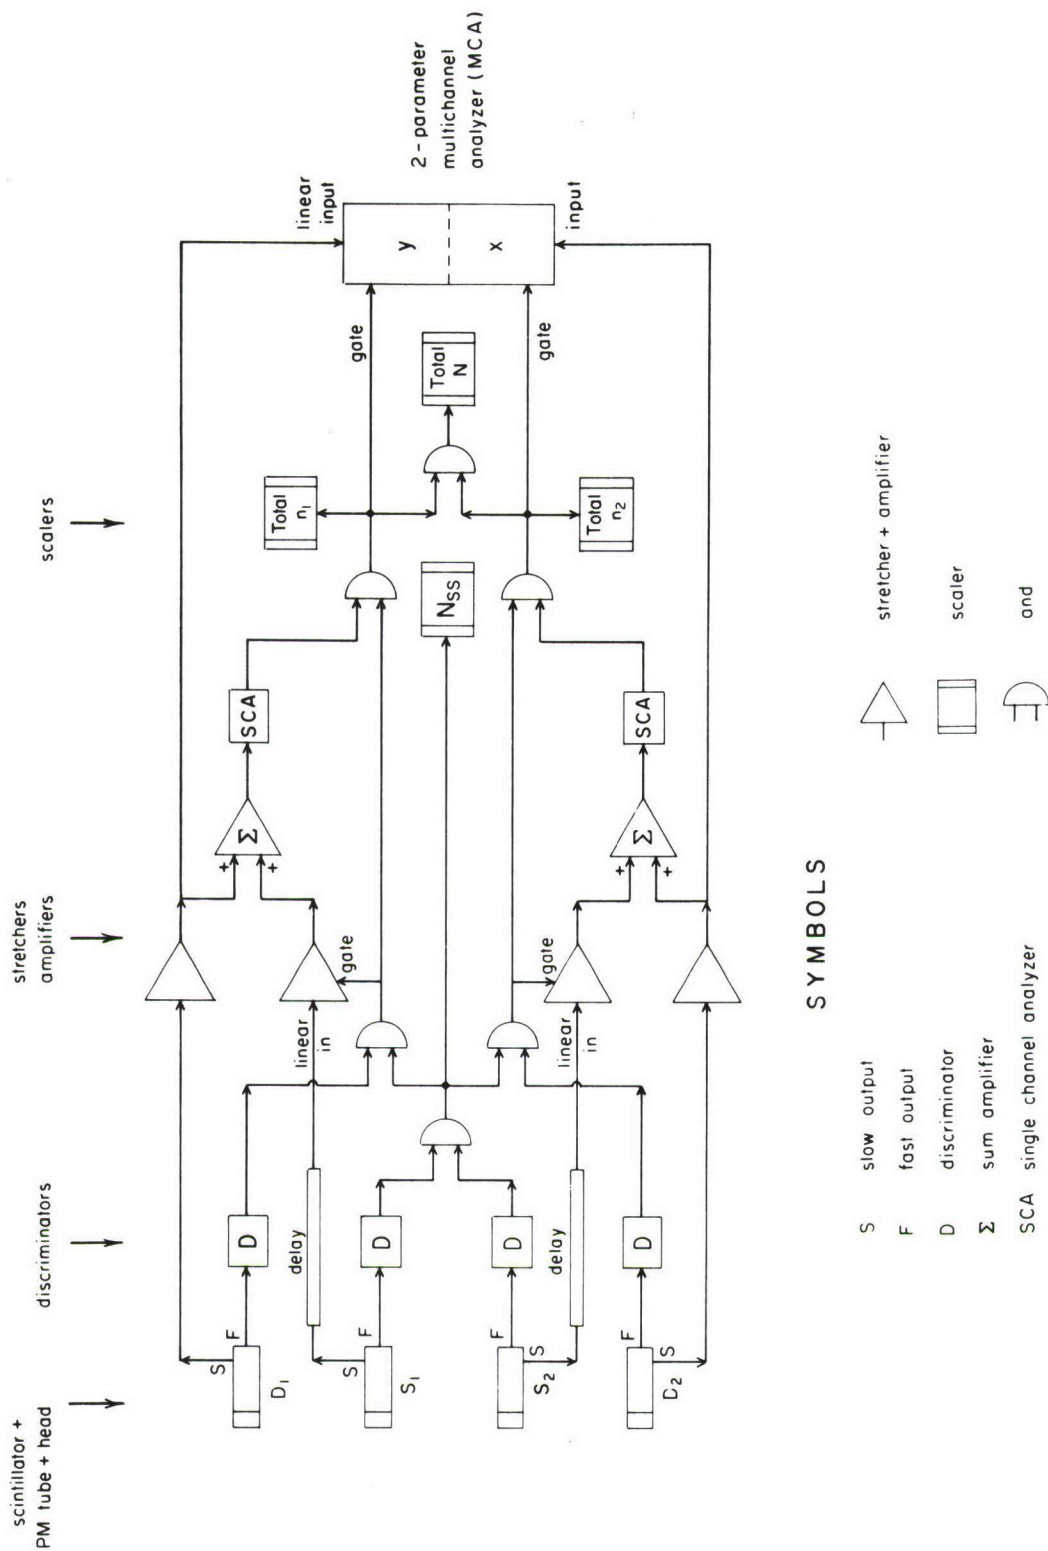 scintillator +
PM tube + head
discriminators
stretchers
amplifiers
scalers
S
F
D1
D
delay
linear
in
gate
+
+
Σ
SCA
Total
n1
gate
linear
input
S
F
S1
D
NSS
Total
N
y
x
2-parameter
multichannel
analyzer (MCA)
F
S
S2
D
delay
linear
in
gate
+
+
Σ
SCA
Total
n2
gate
input
F
S
D2
D
SYMBOLS
S slow output
F fast output
D discriminator
Σ sum amplifier
SCA single channel analyzer
stretcher + amplifier
scaler
and